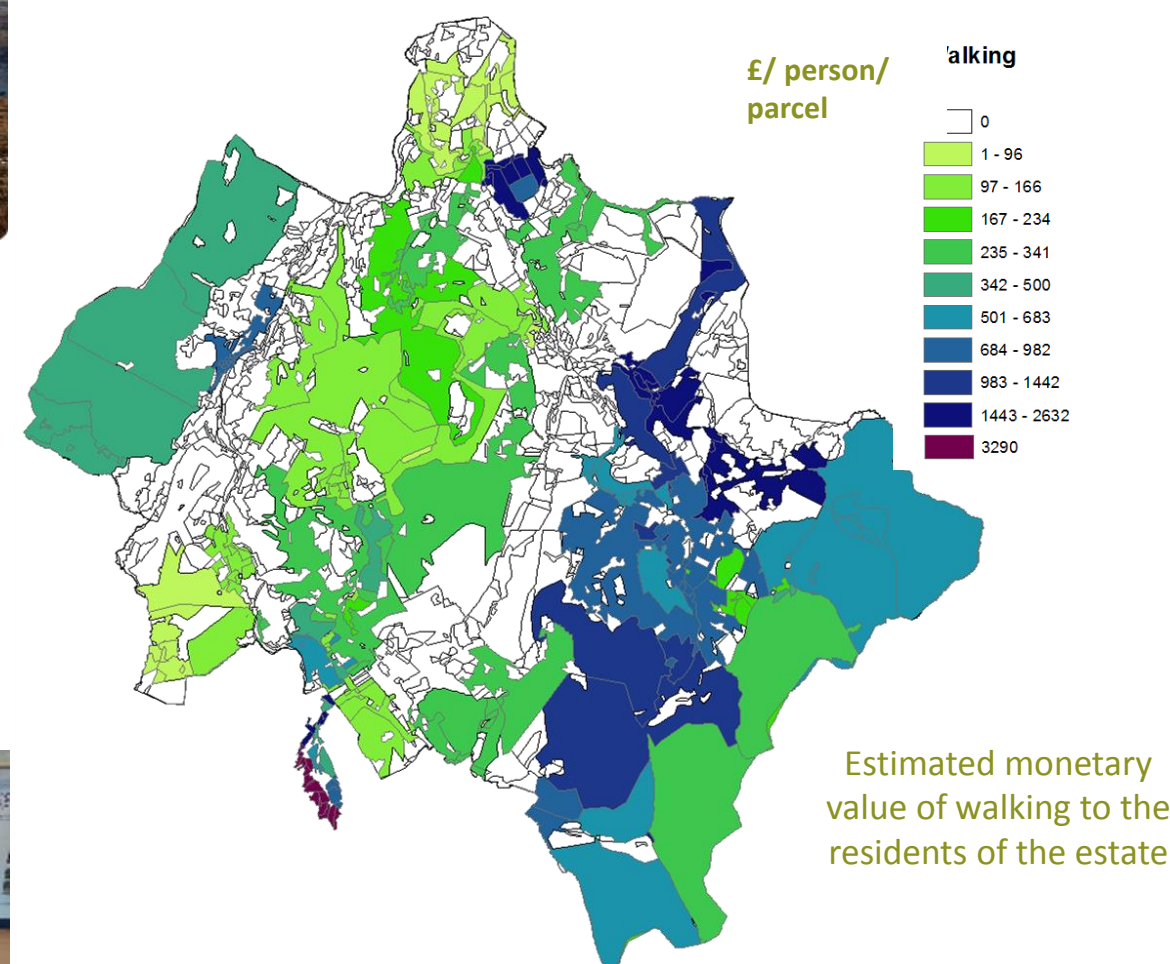 £/ person/
parcel
alking
0
1 - 96
97 - 166
167 - 234
235 - 341
342 - 500
501 - 683
684 - 982
983 - 1442
1443 - 2632
3290
Estimated monetary
value of walking to the
residents of the estate